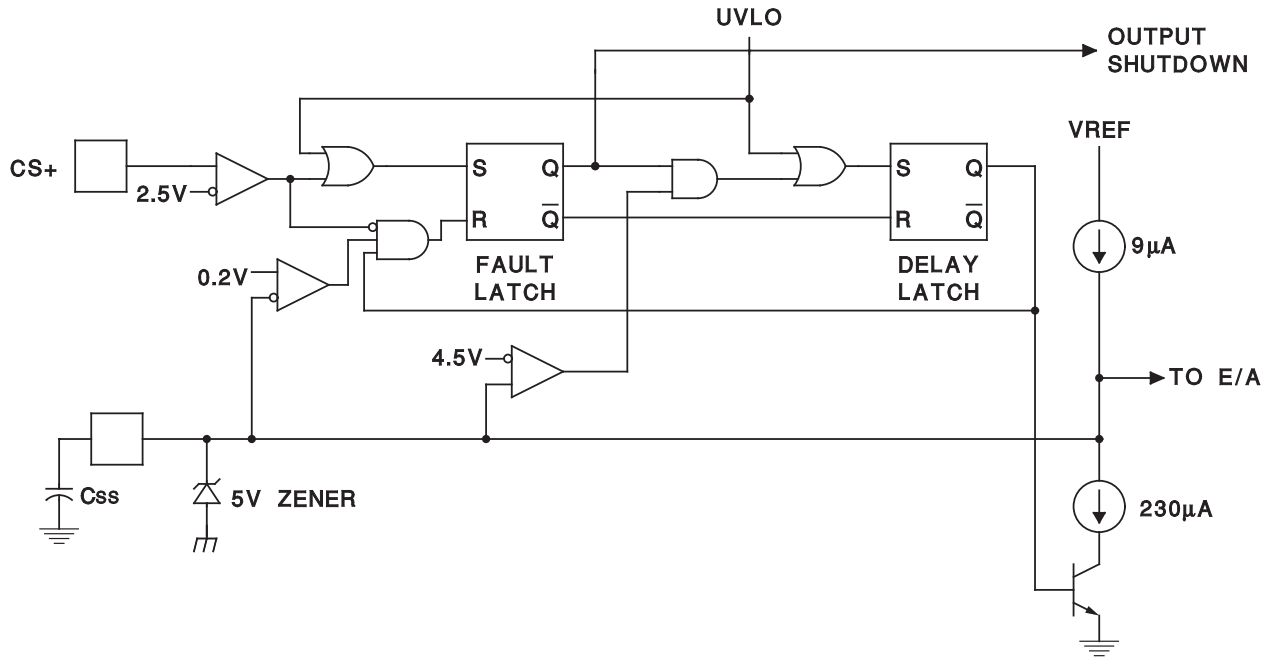 UVLO
OUTPUT
SHUTDOWN
VREF
CS+
2.5V
S
Q
R
Q̅
FAULT
LATCH
S
Q
R
Q̅
DELAY
LATCH
9μA
0.2V
4.5V
TO E/A
Css
5V ZENER
230μA